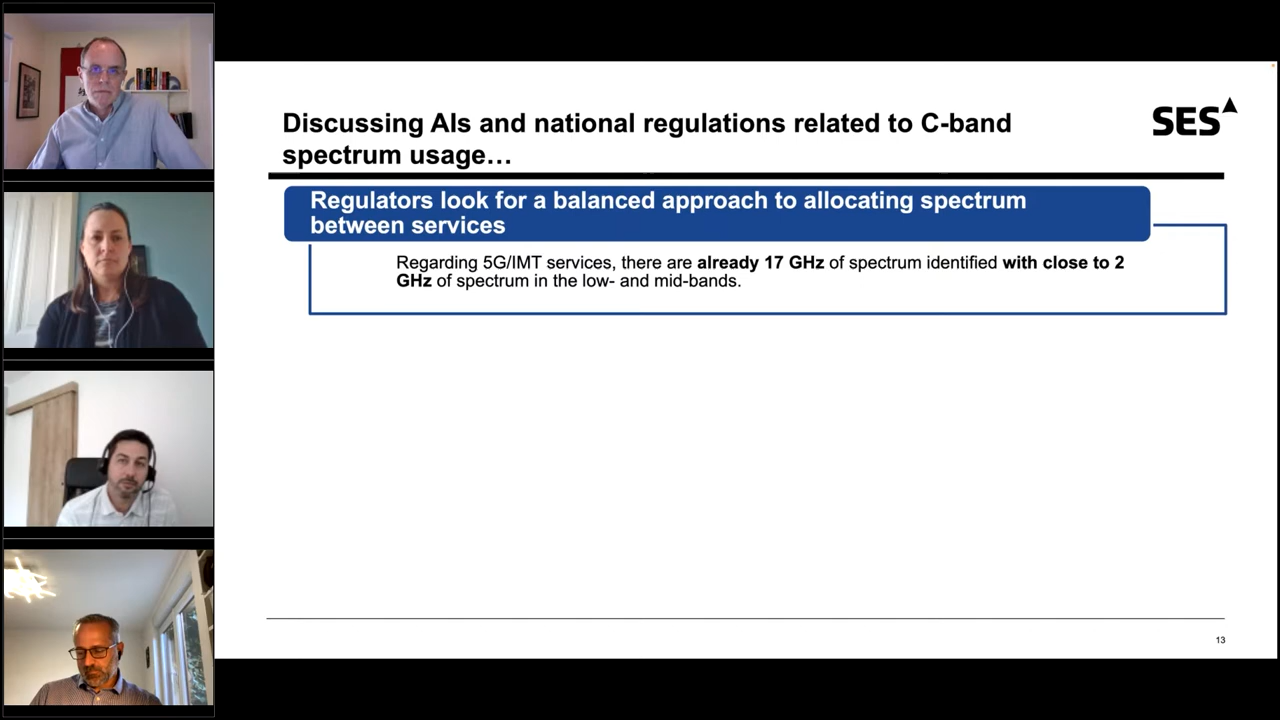 Discussing AIs and national regulations related to C-band
spectrum usage…
SES
Regulators look for a balanced approach to allocating spectrum
between services
Regarding 5G/IMT services, there are already 17 GHz of spectrum identified with close to 2
GHz of spectrum in the low- and mid-bands.
13